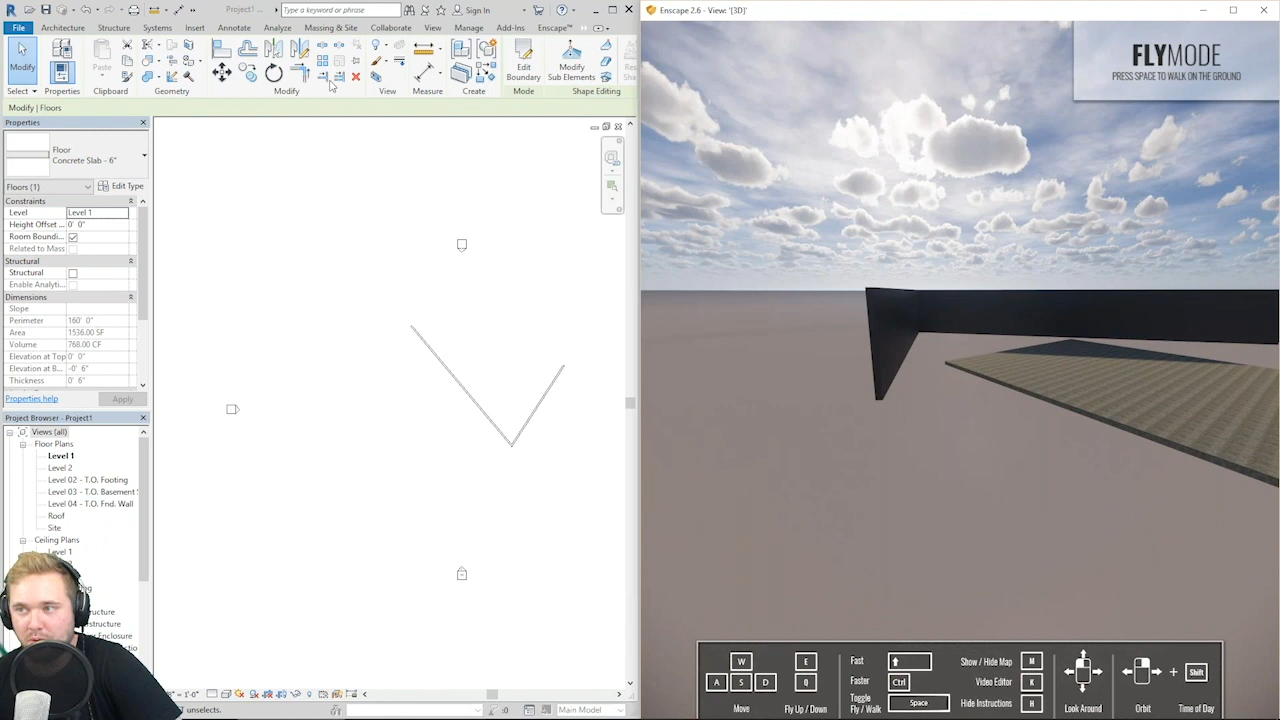 Project1
Type a keyword or phrase
Sign In
File Architecture Structure Systems Insert Annotate Analyze Massing & Site Collaborate View Manage Add-Ins Enscape™
Modify
Edit
Boundary
Modify
Sub Elements
Select Properties Clipboard Geometry Modify View Measure Create Mode Shape Editing
Modify | Floors
Properties
Floor
Concrete Slab - 6"
Floors (1) Edit Type
Constraints
Level Level 1
Height Offset ... 0' 0"
Room Boundi...
Related to Mass
Structural
Structural
Enable Analyti...
Dimensions
Slope
Perimeter 160' 0"
Area 1536.00 SF
Volume 768.00 CF
Elevation at Top 0' 0"
Elevation at B... -0' 6"
Thickness 0' 6"
Properties help Apply
Project Browser - Project1
Views (all)
Floor Plans
Level 1
Level 2
Level 02 - T.O. Footing
Level 03 - T.O. Basement
Level 04 - T.O. Fnd. Wall
Roof
Site
Ceiling Plans
Level 1
unselects.
:0
Main Model
Enscape 2.6 - View: '{3D}'
FLYMODE
PRESS SPACE TO WALK ON THE GROUND
W
A S D
Move
E
Q
Fly Up / Down
Fast
Faster Ctrl
Toggle
Fly / Walk Space
Show / Hide Map M
Video Editor K
Hide Instructions H
Look Around
+ Shift
Orbit Time of Day